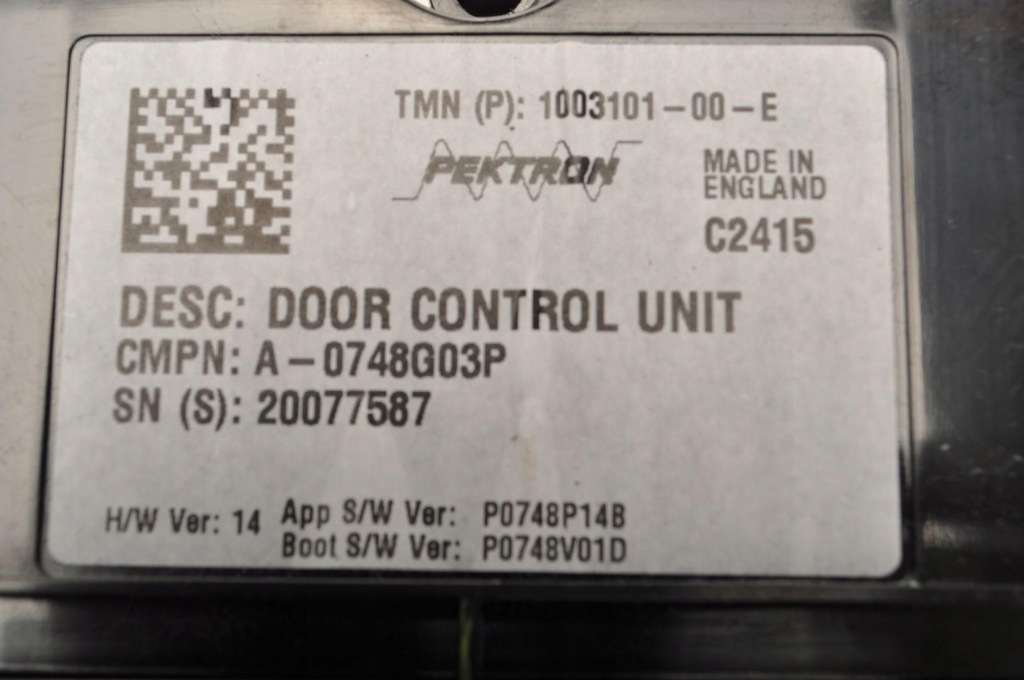 TMN (P): 1003101-00-E
PEKTRON
MADE IN
ENGLAND
C2415
DESC: DOOR CONTROL UNIT
CMPN: A-0748G03P
SN (S): 20077587
H/W Ver: 14
App S/W Ver: P0748P14B
Boot S/W Ver: P0748V01D